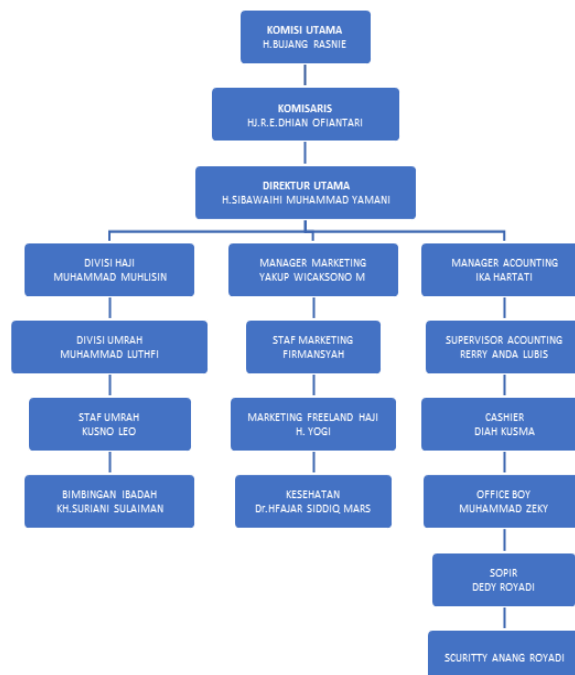 KOMISI UTAMA
H.BUJANG RASNIE
KOMISARIS
HJ.R.E.DHIAN OFIANTARI
DIREKTUR UTAMA
H.SIBAWAIHI MUHAMMAD YAMANI
DIVISI HAJI
MUHAMMAD MUHLISIN
MANAGER MARKETING
YAKUP WICAKSONO M
MANAGER ACOUNTING
IKA HARTATI
DIVISI UMRAH
MUHAMMAD LUTHFI
STAF MARKETING
FIRMANSYAH
SUPERVISOR ACOUNTING
RERRY ANDA LUBIS
STAF UMRAH
KUSNO LEO
MARKETING FREELAND HAJI
H. YOGI
CASHIER
DIAH KUSMA
BIMBINGAN IBADAH
KH.SURIANI SULAIMAN
KESEHATAN
Dr.HFAJAR SIDDIQ MARS
OFFICE BOY
MUHAMMAD ZEKY
SOPIR
DEDY ROYADI
SCURITTY ANANG ROYADI